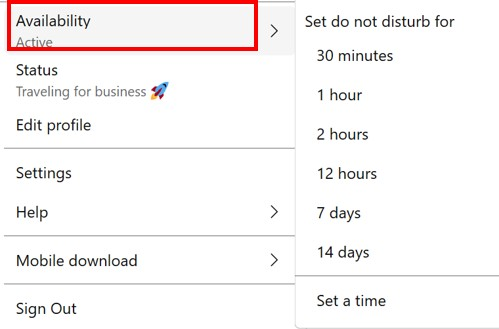 Availability
Active
Status
Traveling for business 🚀
Edit profile
Settings
Help
Mobile download
Sign Out
Set do not disturb for
30 minutes
1 hour
2 hours
12 hours
7 days
14 days
Set a time